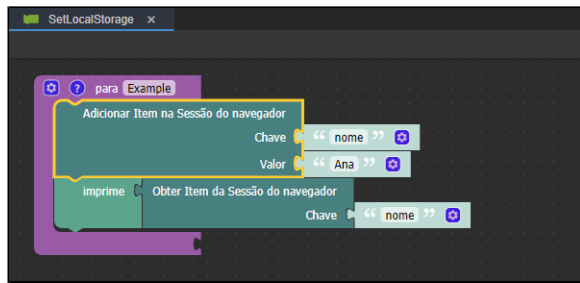 SetLocalStorage ×
? para Example
Adicionar Item na Sessão do navegador
Chave “ nome ”
Valor “ Ana ”
imprime Obter Item da Sessão do navegador
Chave “ nome ”